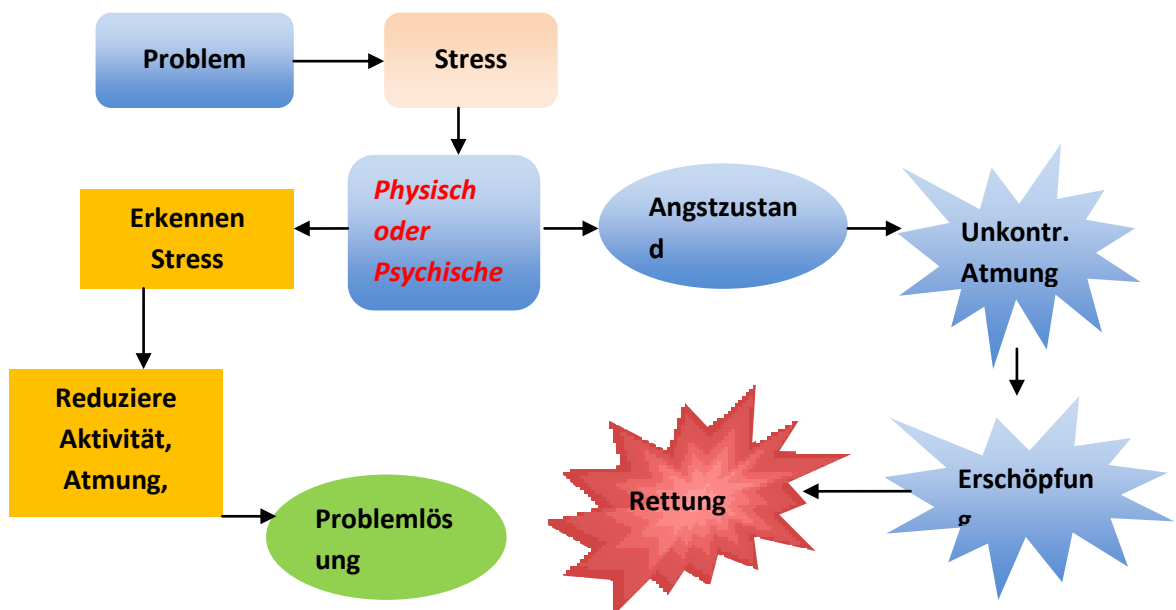 Problem
Stress
Physisch
oder
Psychische
Erkennen
Stress
Angstzustan
d
Unkontr.
Atmung
Reduziere
Aktivität,
Atmung,
Problemlös
ung
Rettung
Erschöpfun
g